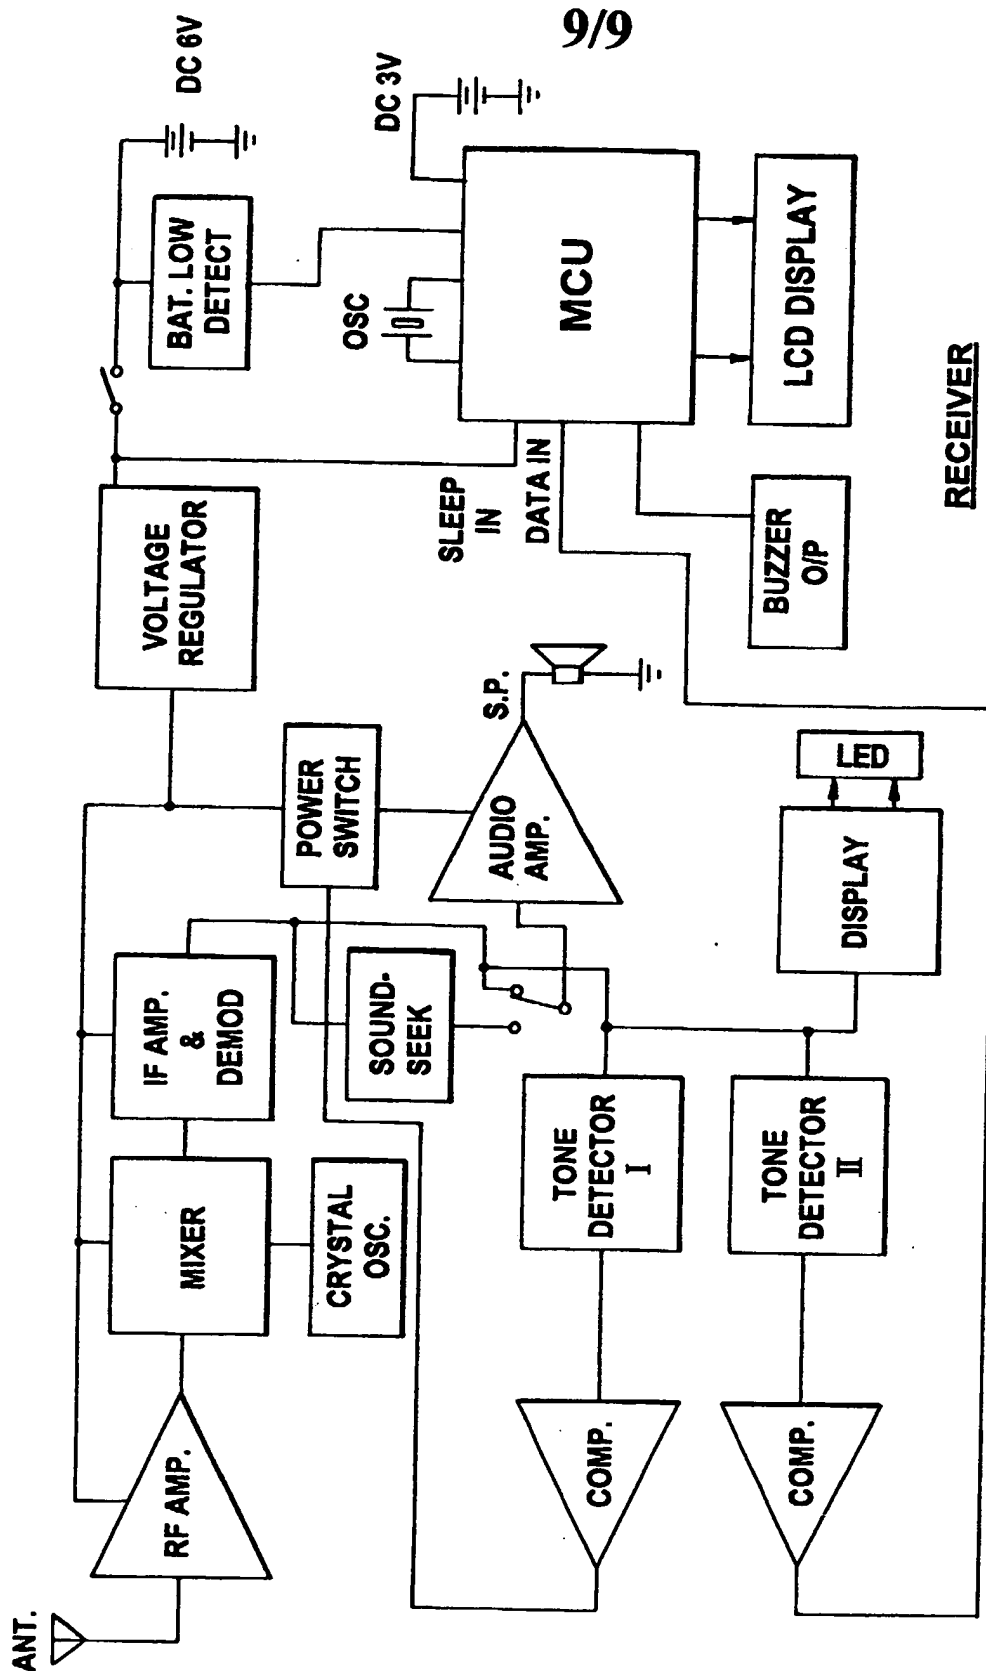 9/9
ANT.
RF AMP.
MIXER
CRYSTAL
OSC.
IF AMP.
&
DEMOD
SOUND-
SEEK
POWER
SWITCH
VOLTAGE
REGULATOR
BAT. LOW
DETECT
DC 6V
DC 3V
OSC
SLEEP
IN
DATA IN
MCU
LCD DISPLAY
BUZZER
O/P
S.P.
AUDIO
AMP.
TONE
DETECTOR
I
TONE
DETECTOR
II
COMP.
COMP.
DISPLAY
LED
RECEIVER